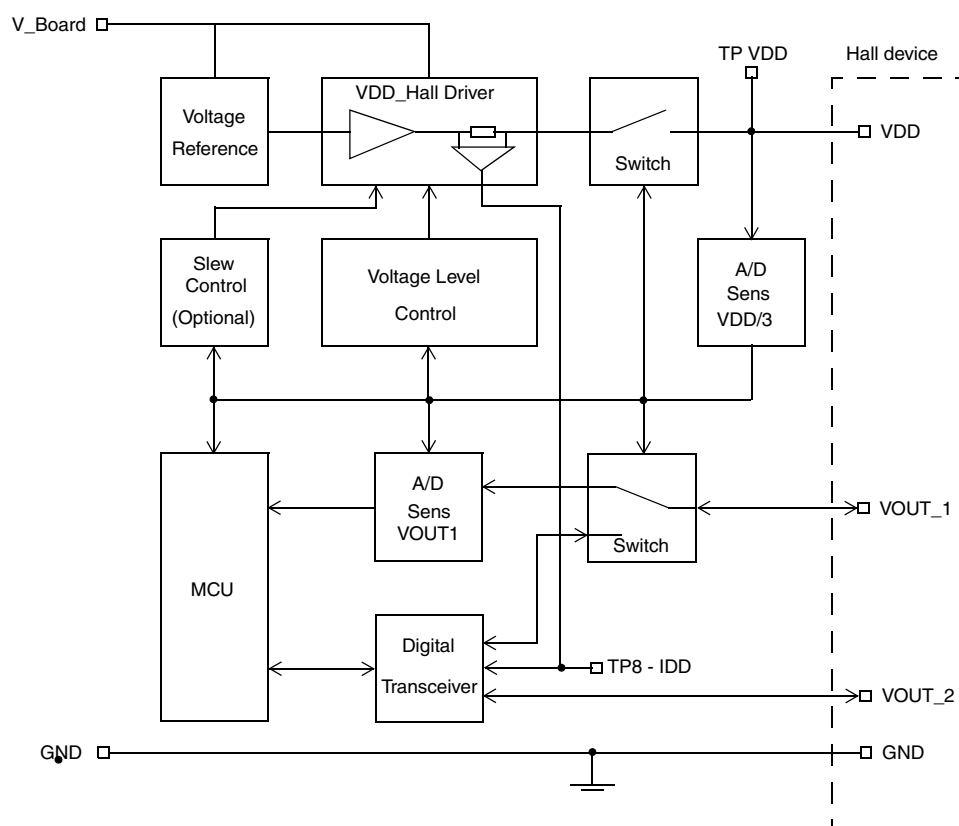 V_Board
TP VDD
Hall device
VDD_Hall Driver
Voltage
Reference
Switch
VDD
Slew
Control
(Optional)
Voltage Level
Control
A/D
Sens
VDD/3
A/D
Sens
VOUT1
Switch
VOUT_1
MCU
Digital
Transceiver
TP8 - IDD
VOUT_2
GND
GND